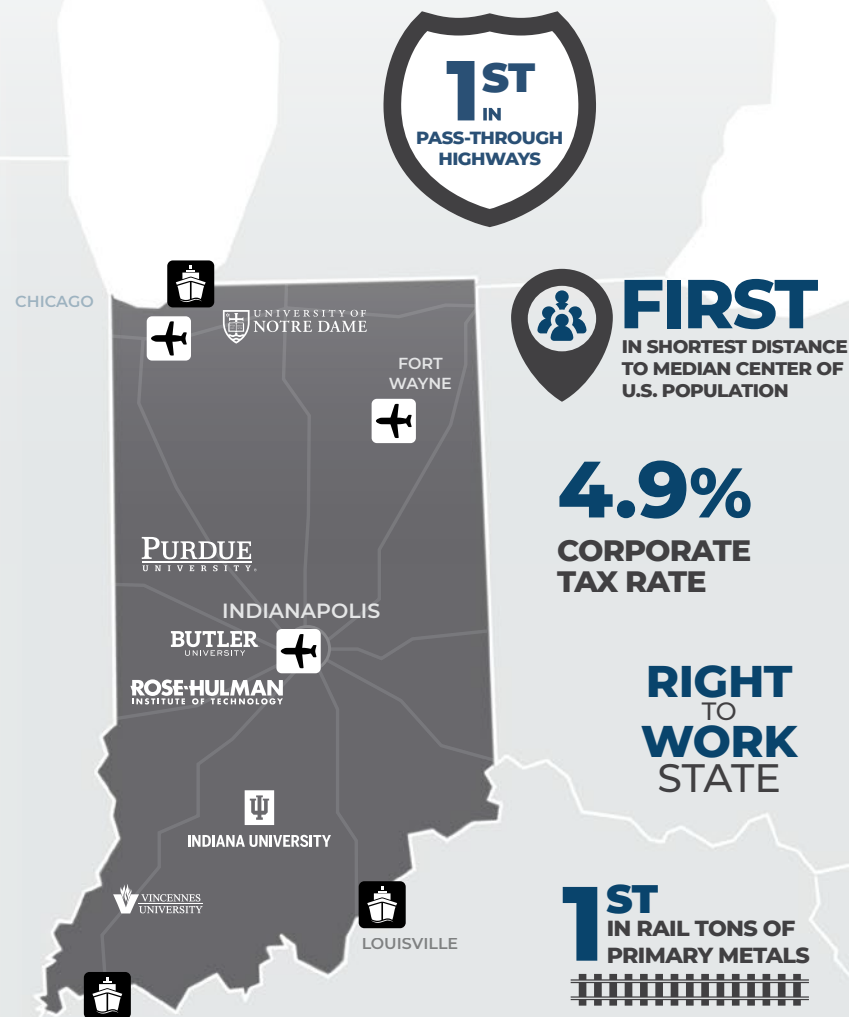 1ST
IN
PASS-THROUGH
HIGHWAYS
CHICAGO
UNIVERSITY OF
NOTRE DAME
FORT
WAYNE
FIRST
IN SHORTEST DISTANCE
TO MEDIAN CENTER OF
U.S. POPULATION
4.9%
CORPORATE
TAX RATE
PURDUE
UNIVERSITY®
INDIANAPOLIS
BUTLER
UNIVERSITY
ROSE-HULMAN
INSTITUTE OF TECHNOLOGY
RIGHT
TO
WORK
STATE
INDIANA UNIVERSITY
VINCENNES
UNIVERSITY
LOUISVILLE
1ST
IN RAIL TONS OF
PRIMARY METALS